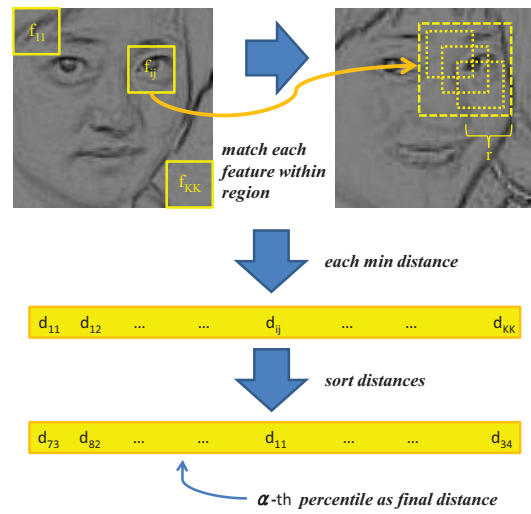 f11
fij
fKK
r
match each
feature within
region
each min distance
d11 d12 ... ... dij ... ... dKK
sort distances
d73 d82 ... ... d11 ... ... d34
α-th percentile as final distance